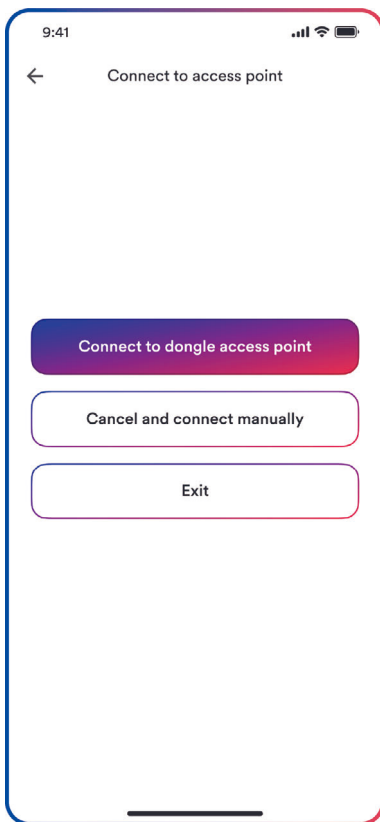 9:41
Connect to access point
Connect to dongle access point
Cancel and connect manually
Exit